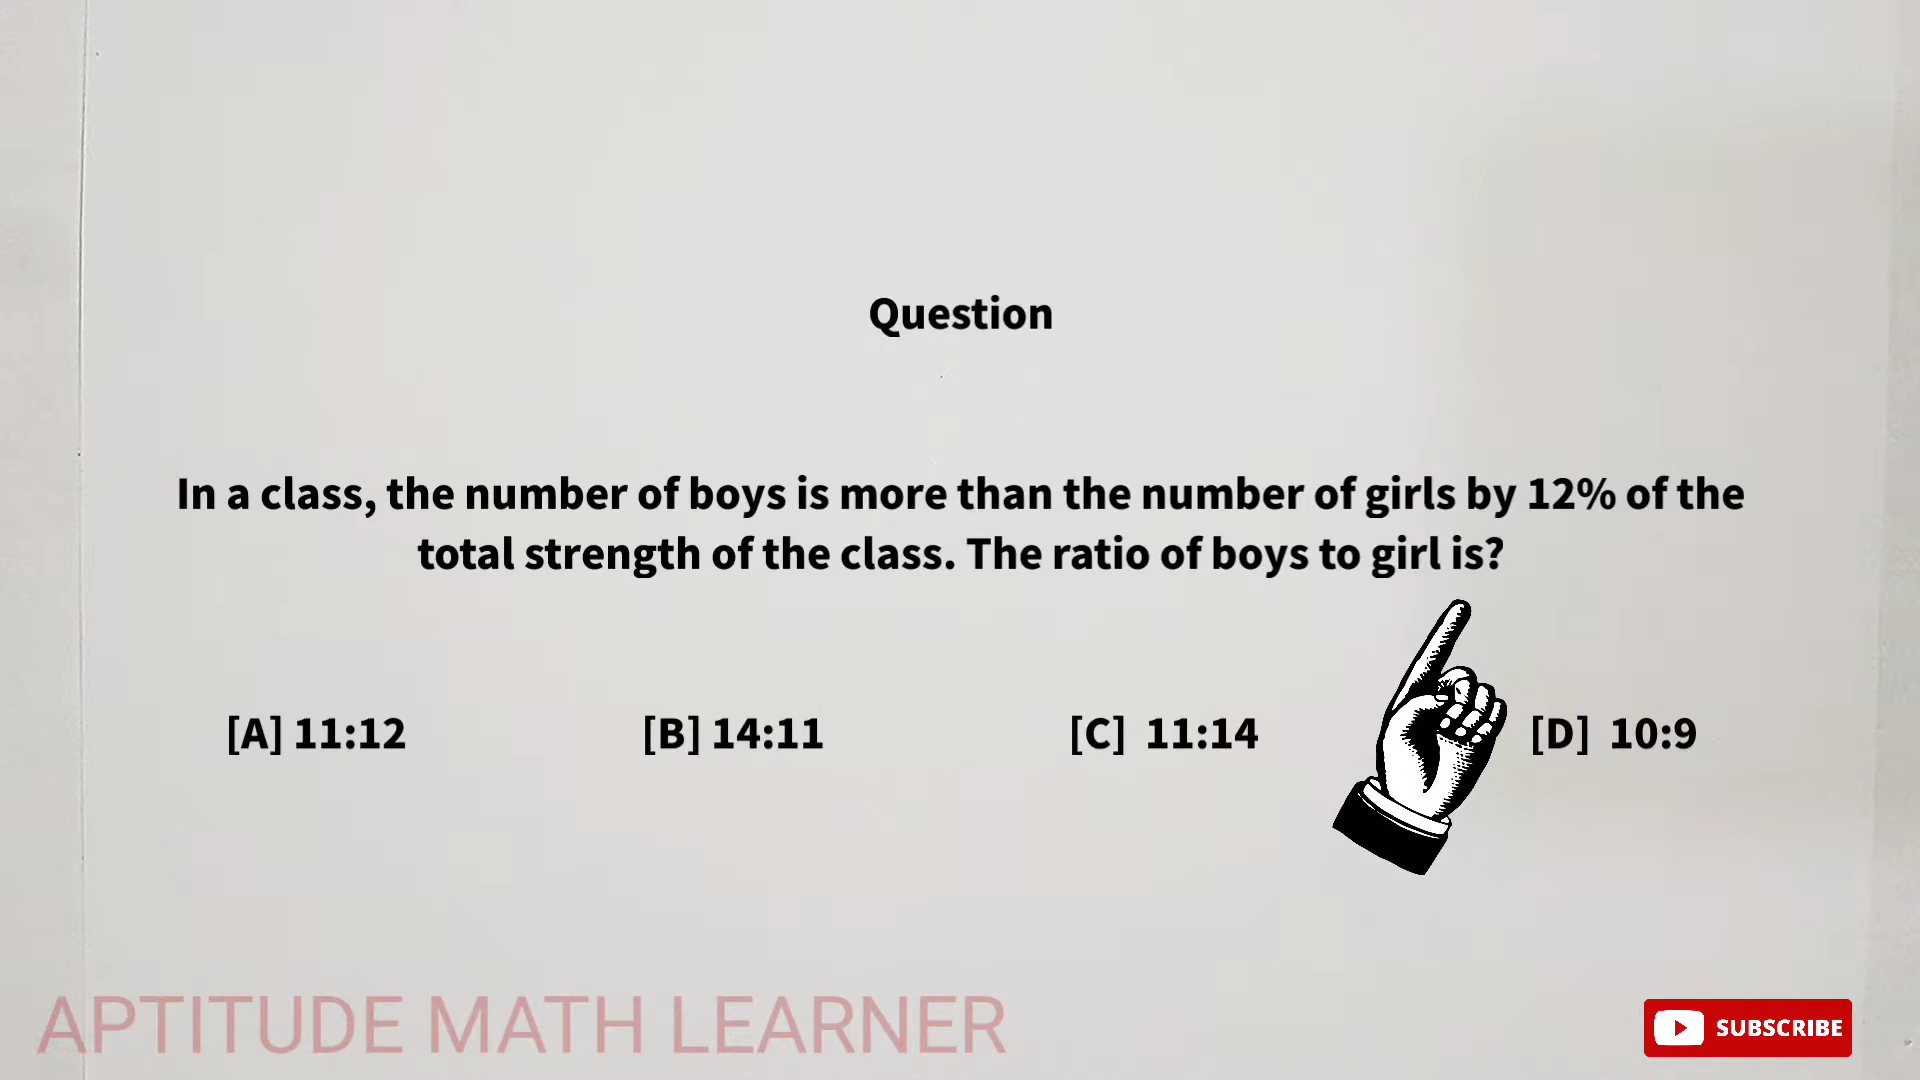 Question
In a class, the number of boys is more than the number of girls by 12% of the
total strength of the class. The ratio of boys to girl is?
[A] 11:12 [B] 14:11 [C] 11:14 [D] 10:9
APTITUDE MATH LEARNER
SUBSCRIBE